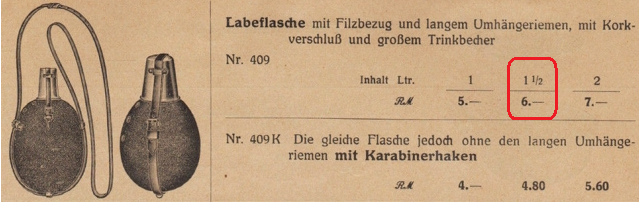 Labeflasche mit Filzbezug und langem Umhängeriemen, mit Kork-
verschluß und großem Trinkbecher
Nr. 409
Inhalt Ltr. 1 1 1/2 2
RM 5.— 6.— 7.—
Nr. 409 K Die gleiche Flasche jedoch ohne den langen Umhänge-
riemen mit Karabinerhaken
RM 4.— 4.80 5.60